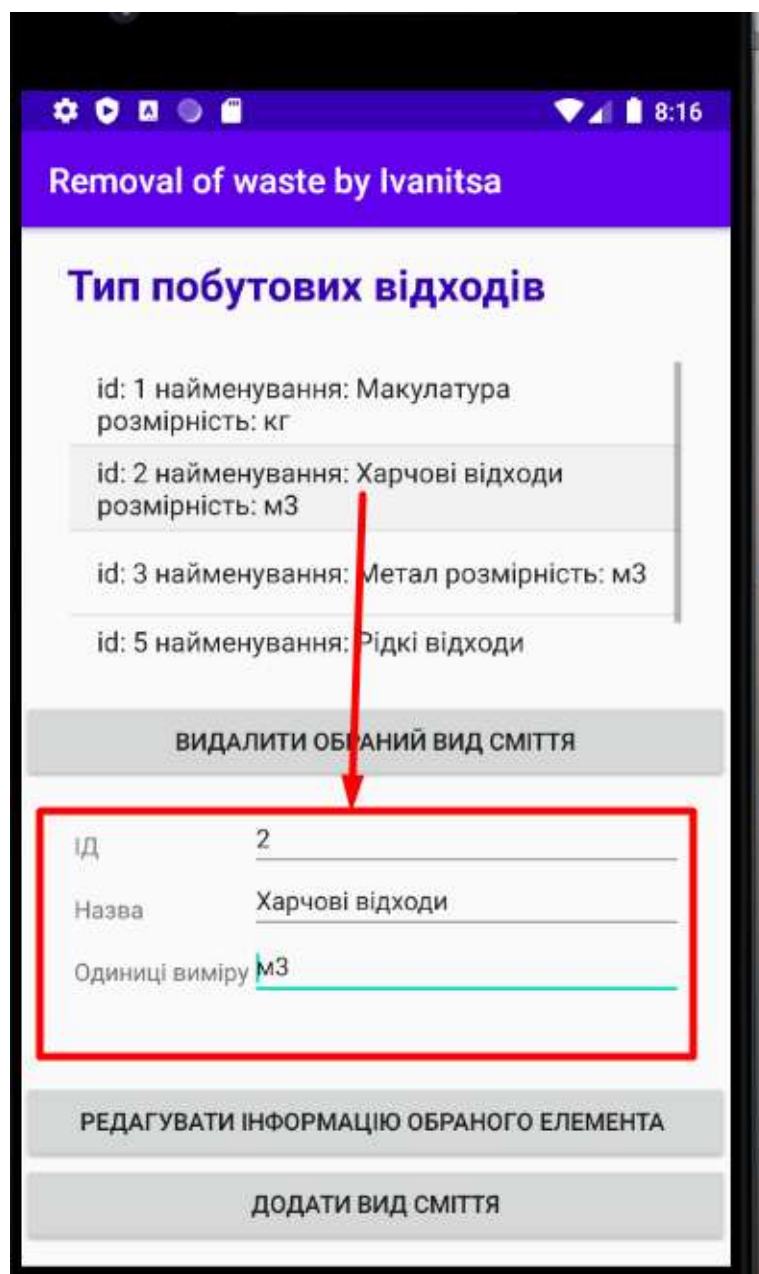 8:16
Removal of waste by Ivanitsa
Тип побутових відходів
id: 1 найменування: Макулатура
розмірність: кг
id: 2 найменування: Харчові відходи
розмірність: м3
id: 3 найменування: Метал розмірність: м3
id: 5 найменування: Рідкі відходи
ВИДАЛИТИ ОБРАНИЙ ВИД СМІТТЯ
ІД 2
Назва Харчові відходи
Одиниці виміру м3
РЕДАГУВАТИ ІНФОРМАЦІЮ ОБРАНОГО ЕЛЕМЕНТА
ДОДАТИ ВИД СМІТТЯ